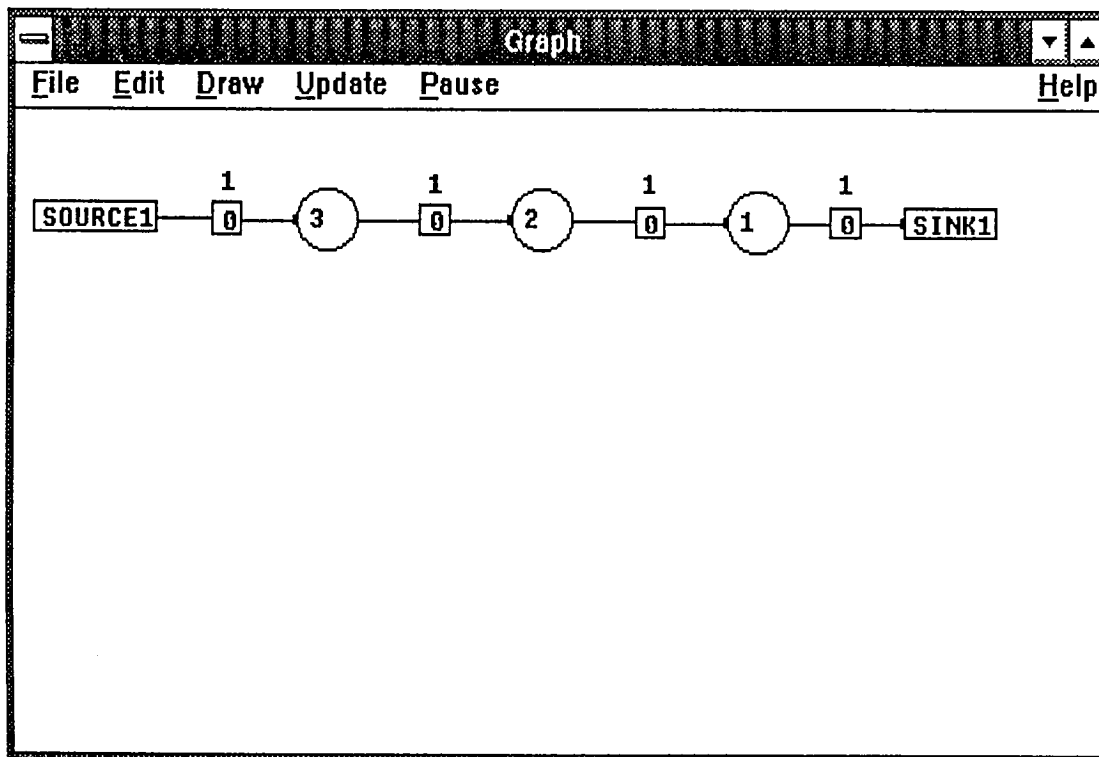 Graph
File Edit Draw Update Pause Help
1 1 1 1
SOURCE1 0 3 0 2 0 1 0 SINK1